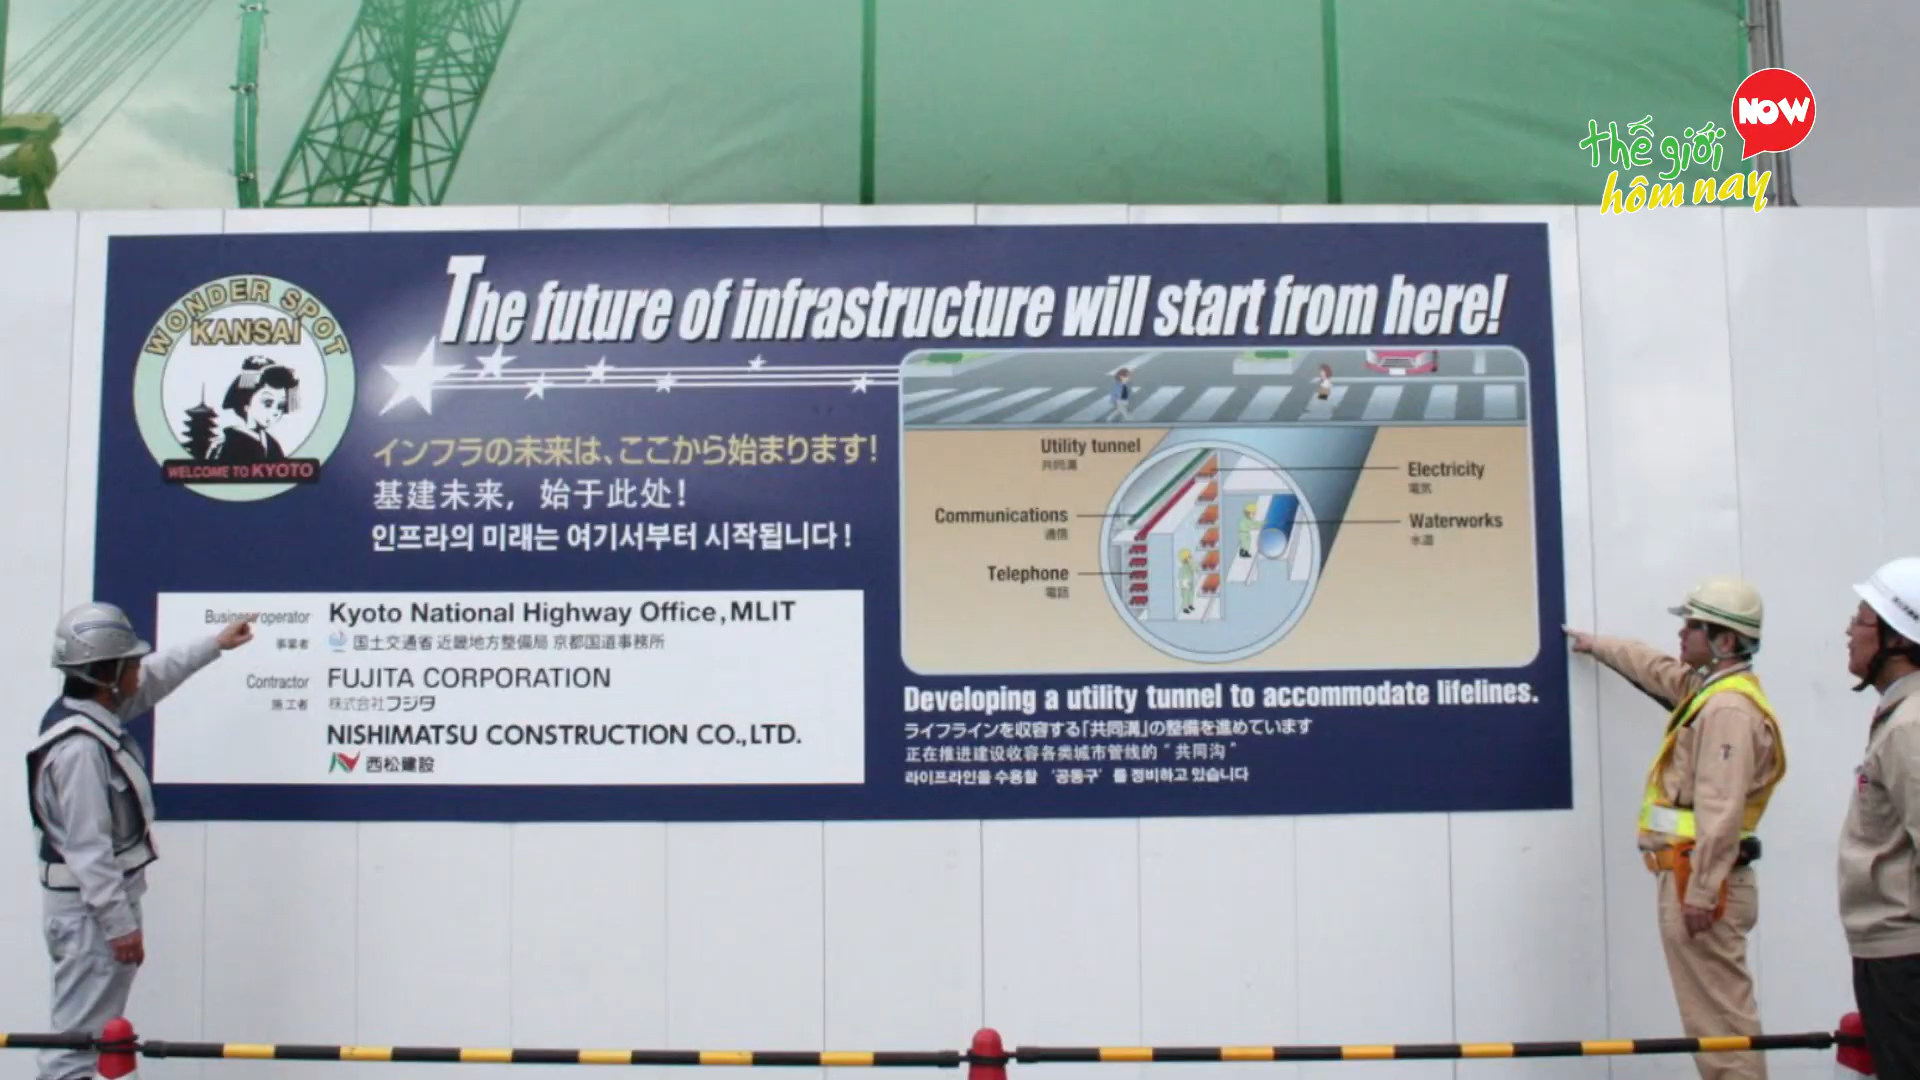 NOW
thế giới
hôm nay
The future of infrastructure will start from here!
WONDER SPOT
KANSAI
WELCOME TO KYOTO
インフラの未来は、ここから始まります!
基建未来，始于此处!
인프라의 미래는 여기서부터 시작됩니다!
Utility tunnel
共同溝
Electricity
電気
Communications
通信
Waterworks
水道
Telephone
電話
Business operator Kyoto National Highway Office, MLIT
事業者 国土交通省 近畿地方整備局 京都国道事務所
Contractor FUJITA CORPORATION
施工者 株式会社フジタ
NISHIMATSU CONSTRUCTION CO.,LTD.
西松建設
Developing a utility tunnel to accommodate lifelines.
ライフラインを収容する「共同溝」の整備を進めています
正在推进建设收容各类城市管线的“共同沟”
라이프라인을 수용할 '공동구'를 정비하고 있습니다